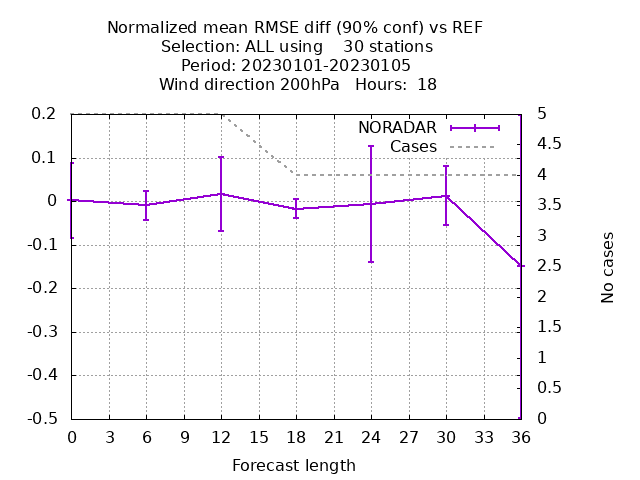 Normalized mean RMSE diff (90% conf) vs REF
Selection: ALL using    30 stations
Period: 20230101-20230105
Wind direction 200hPa   Hours:  18
NORADAR
Cases
0.2
0.1
0
-0.1
-0.2
-0.3
-0.4
-0.5
5
4.5
4
3.5
3
2.5
2
1.5
1
0.5
0
No cases
0 3 6 9 12 15 18 21 24 27 30 33 36
Forecast length